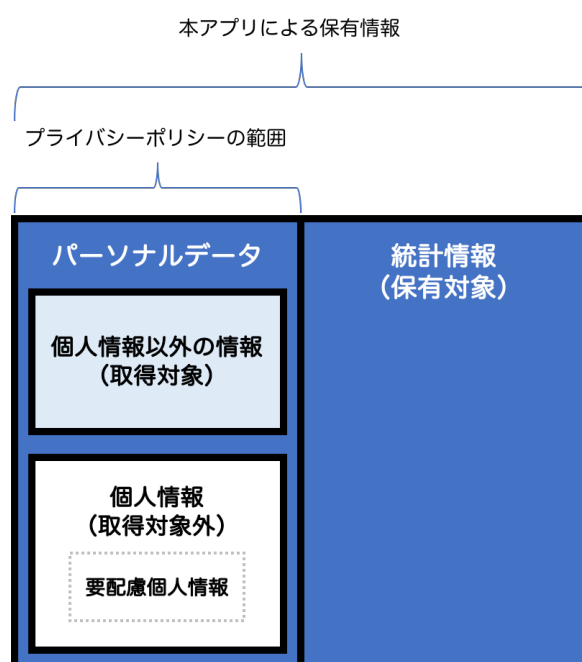 本アプリによる保有情報
プライバシーポリシーの範囲
パーソナルデータ
統計情報
（保有対象）
個人情報以外の情報
（取得対象）
個人情報
（取得対象外）
要配慮個人情報